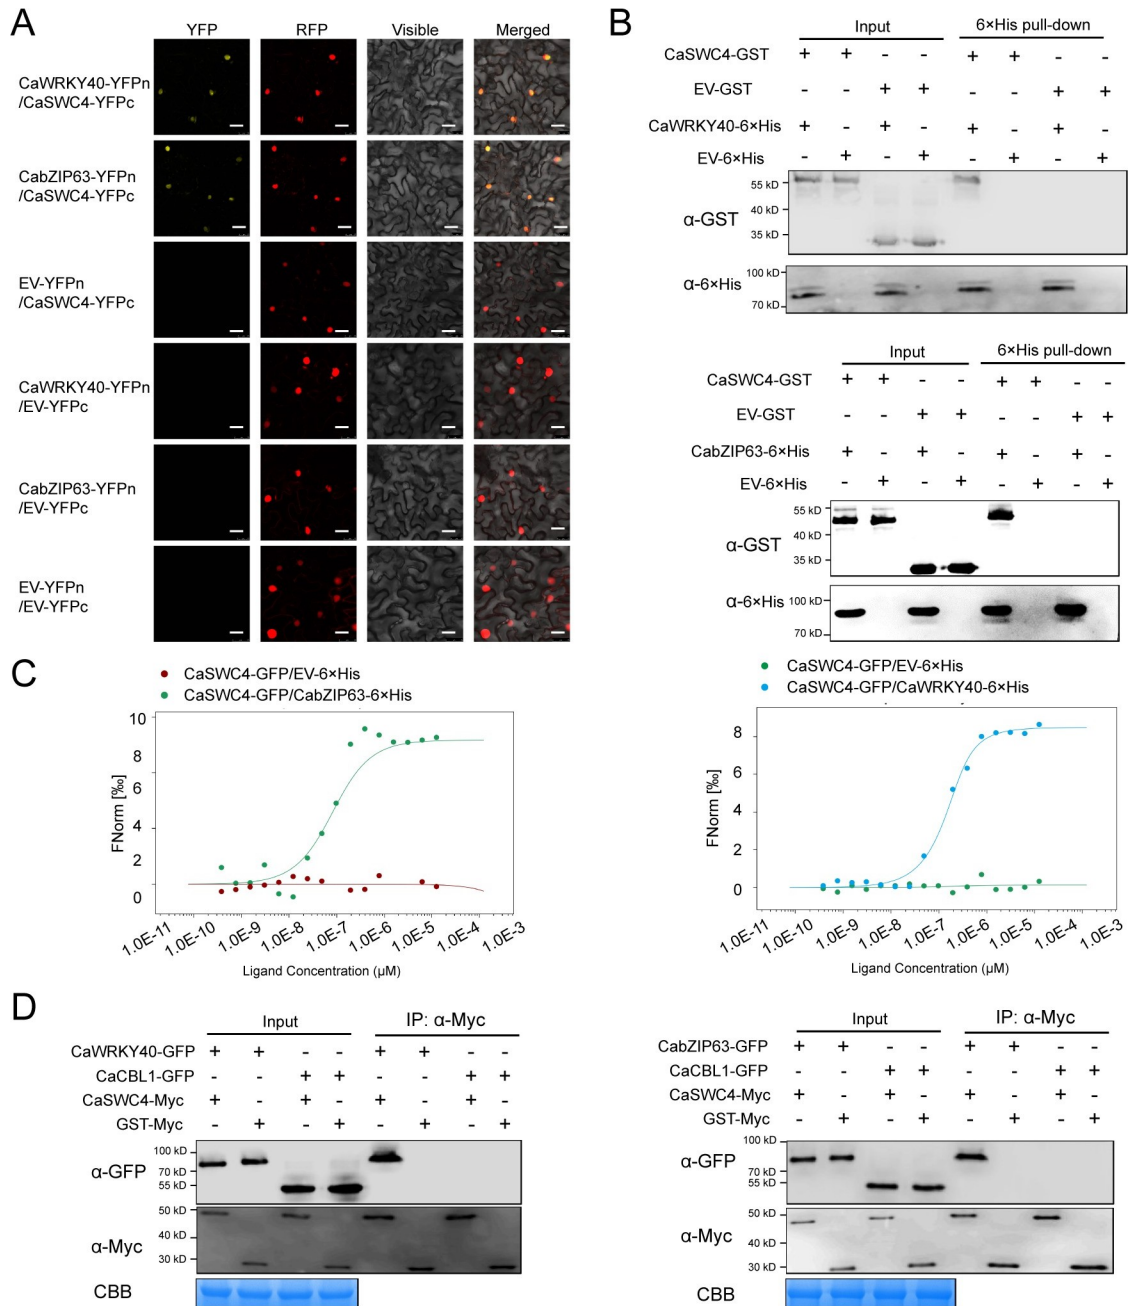 A
YFP RFP Visible Merged
CaWRKY40-YFPn
/CaSWC4-YFPc
CabZIP63-YFPn
/CaSWC4-YFPc
EV-YFPn
/CaSWC4-YFPc
CaWRKY40-YFPn
/EV-YFPc
CabZIP63-YFPn
/EV-YFPc
EV-YFPn
/EV-YFPc
B
Input 6×His pull-down
CaSWC4-GST + + - - + + - -
EV-GST - - + + - - + +
CaWRKY40-6×His + - + - + - + -
EV-6×His - + - + - + - +
α-GST
55 kD
40 kD
35 kD
α-6×His
100 kD
70 kD
Input 6×His pull-down
CaSWC4-GST + + - - + + - -
EV-GST - - + + - - + +
CabZIP63-6×His + - + - + - + -
EV-6×His - + - + - + - +
α-GST
55 kD
40 kD
35 kD
α-6×His
100 kD
70 kD
C
CaSWC4-GFP/EV-6×His
CaSWC4-GFP/CabZIP63-6×His
FNorm [‰]
10
6
4
2
0
1.0E-11 1.0E-10 1.0E-9 1.0E-8 1.0E-7 1.0E-6 1.0E-5 1.0E-4 1.0E-3
Ligand Concentration (µM)
CaSWC4-GFP/EV-6×His
CaSWC4-GFP/CaWRKY40-6×His
FNorm [‰]
8
6
4
2
0
1.0E-11 1.0E-10 1.0E-9 1.0E-8 1.0E-7 1.0E-6 1.0E-5 1.0E-4 1.0E-3
Ligand Concentration (µM)
D
Input IP: α-Myc
CaWRKY40-GFP + + - - + + - -
CaCBL1-GFP - - + + - - + +
CaSWC4-Myc + - + - + - + -
GST-Myc - + - + - + - +
α-GFP
100 kD
70 kD
55 kD
α-Myc
50 kD
40 kD
30 kD
CBB
Input IP: α-Myc
CabZIP63-GFP + + - - + + - -
CaCBL1-GFP - - + + - - + +
CaSWC4-Myc + - + - + - + -
GST-Myc - + - + - + - +
α-GFP
100 kD
70 kD
55 kD
α-Myc
50 kD
40 kD
30 kD
CBB